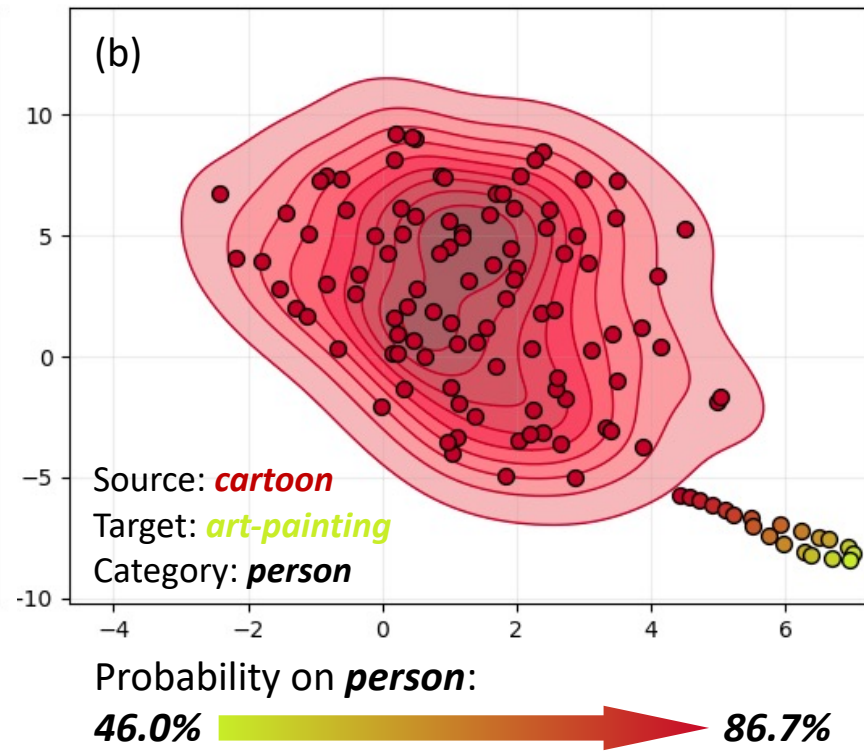 (b)
10
5
0
−5
-10
Source: cartoon
Target: art-painting
Category: person
−4 −2 0 2 4 6
Probability on person:
46.0% 86.7%